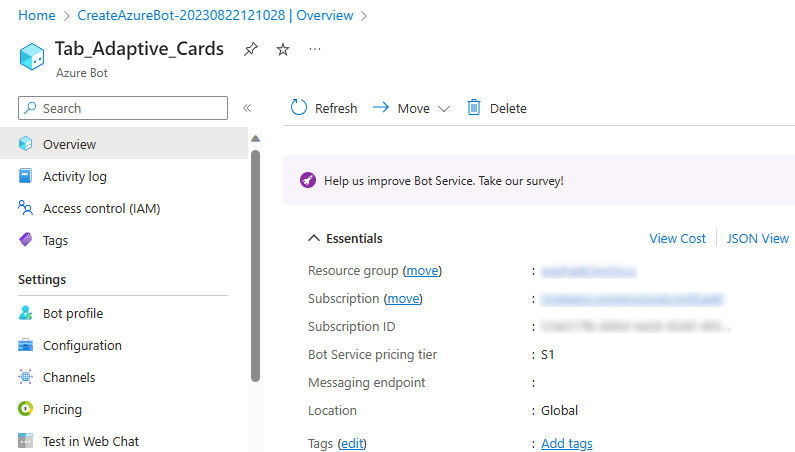 Home > CreateAzureBot-20230822121028 | Overview >
Tab_Adaptive_Cards
Azure Bot
Search
Refresh Move Delete
Overview
Activity log
Access control (IAM)
Tags
Settings
Bot profile
Configuration
Channels
Pricing
Test in Web Chat
Help us improve Bot Service. Take our survey!
Essentials
View Cost JSON View
Resource group (move) :
Subscription (move) :
Subscription ID :
Bot Service pricing tier : S1
Messaging endpoint :
Location : Global
Tags (edit) : Add tags